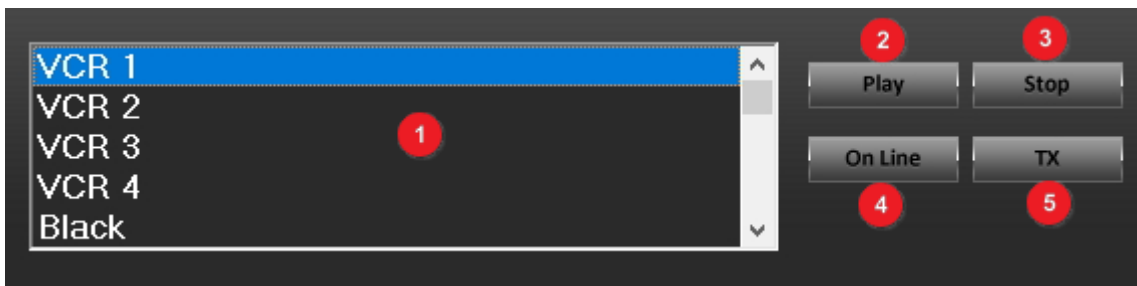 VCR 1
VCR 2
VCR 3
VCR 4
Black
1
2
3
Play
Stop
On Line
TX
4
5